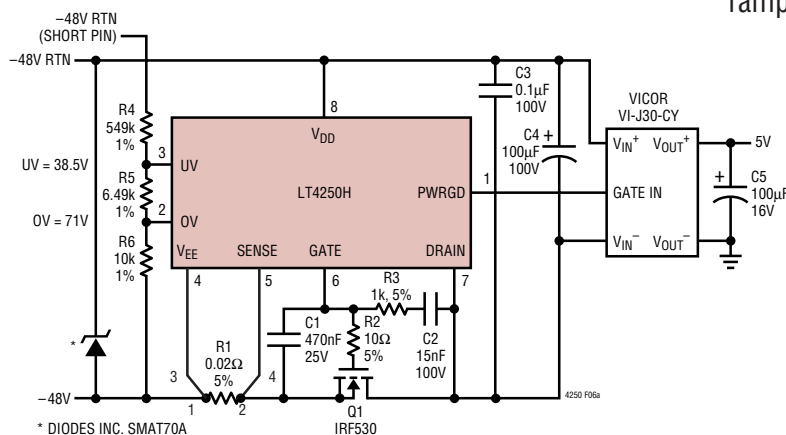 ramp
–48V RTN
(SHORT PIN)
–48V RTN
R4
549k
1%
UV = 38.5V
R5
6.49k
1%
OV = 71V
R6
10k
1%
8
VDD
3
UV
LT4250H
PWRGD
1
2
OV
VEE
SENSE
GATE
DRAIN
4
5
6
7
C3
0.1µF
100V
C4
100µF
100V
+
VICOR
VI-J30-CY
VIN+
VOUT+
5V
GATE IN
+
C5
100µF
16V
VIN–
VOUT–
R3
1k, 5%
C1
470nF
25V
R2
10Ω
5%
C2
15nF
100V
*
R1
0.02Ω
5%
3
4
–48V
1
2
Q1
IRF530
4250 F06a
* DIODES INC. SMAT70A